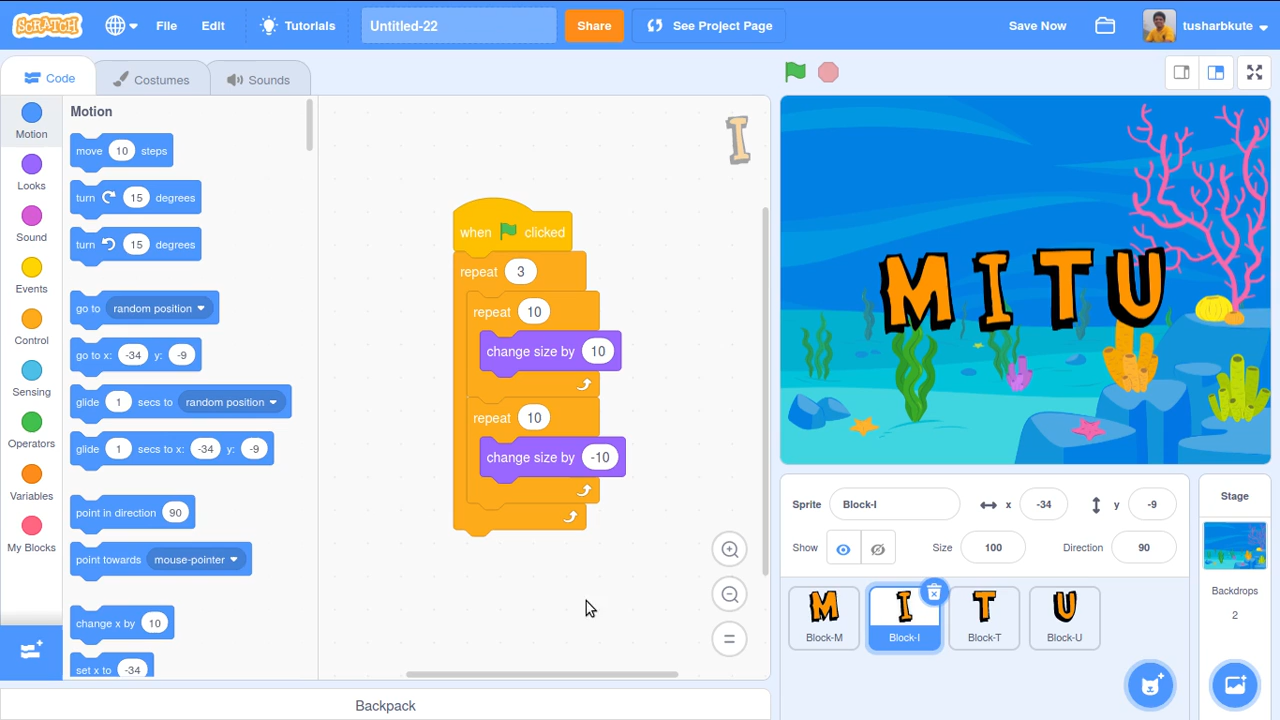 SCRATCH
File
Edit
Tutorials
Untitled-22
Share
See Project Page
Save Now
tusharbkute
Code
Costumes
Sounds
Motion
Looks
Sound
Events
Control
Sensing
Operators
Variables
My Blocks
Motion
move 10 steps
turn 15 degrees
turn 15 degrees
go to random position
go to x: -34 y: -9
glide 1 secs to random position
glide 1 secs to x: -34 y: -9
point in direction 90
point towards mouse-pointer
change x by 10
set x to -34
I
when clicked
repeat 3
repeat 10
change size by 10
repeat 10
change size by -10
Backpack
MITU
Sprite Block-I x -34 y -9
Show Size 100 Direction 90
M I T U
Block-M Block-I Block-T Block-U
Stage
Backdrops
2